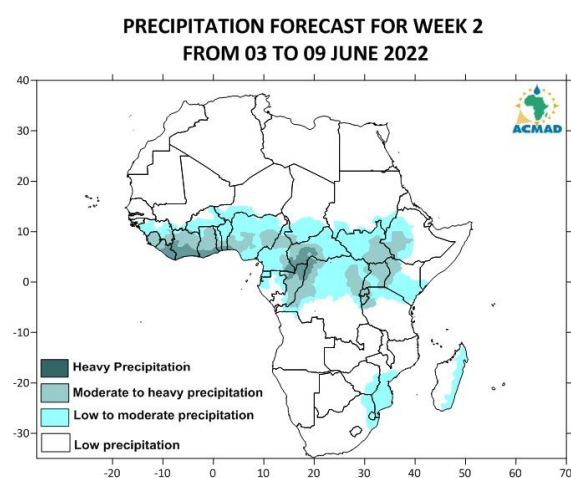 PRECIPITATION FORECAST FOR WEEK 2
FROM 03 TO 09 JUNE 2022
ACMAD
40
30
20
10
0
-10
-20
-30
Heavy Precipitation
Moderate to heavy precipitation
Low to moderate precipitation
Low precipitation
-20 -10 0 10 20 30 40 50 60 70